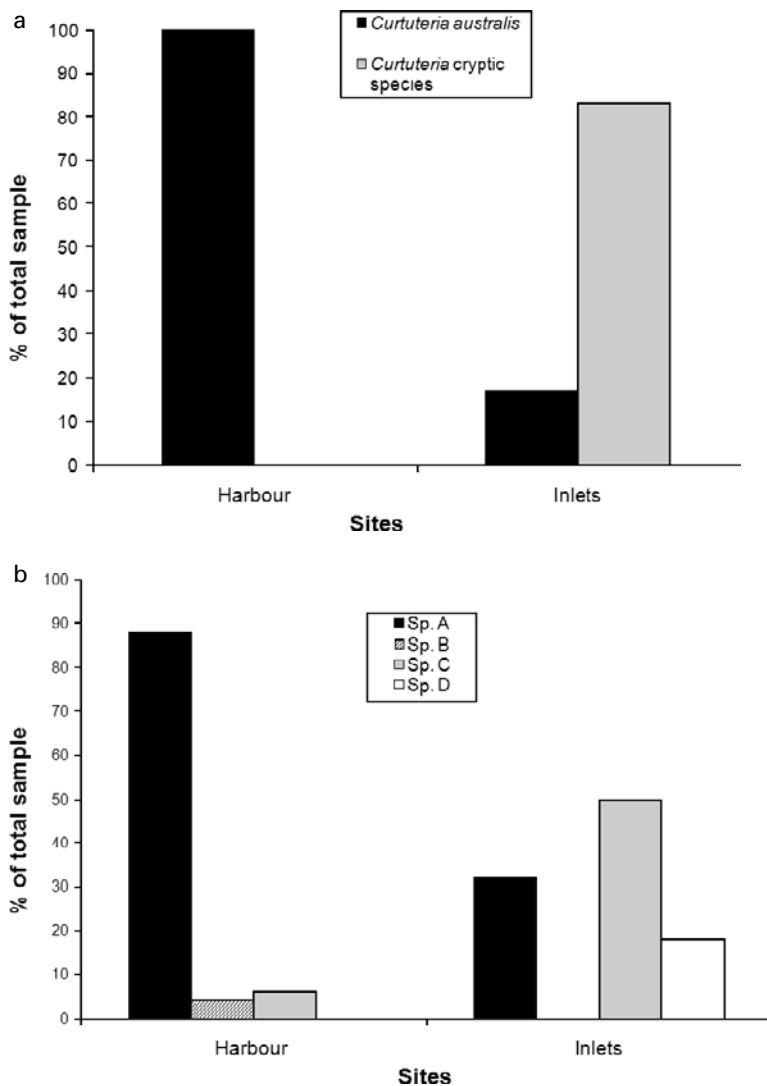 a
Curtuteria australis
Curtuteria cryptic
species
100
90
80
70
60
50
40
30
20
10
0
% of total sample
Harbour
Inlets
Sites
b
Sp. A
Sp. B
Sp. C
Sp. D
100
90
80
70
60
50
40
30
20
10
0
% of total sample
Harbour
Inlets
Sites